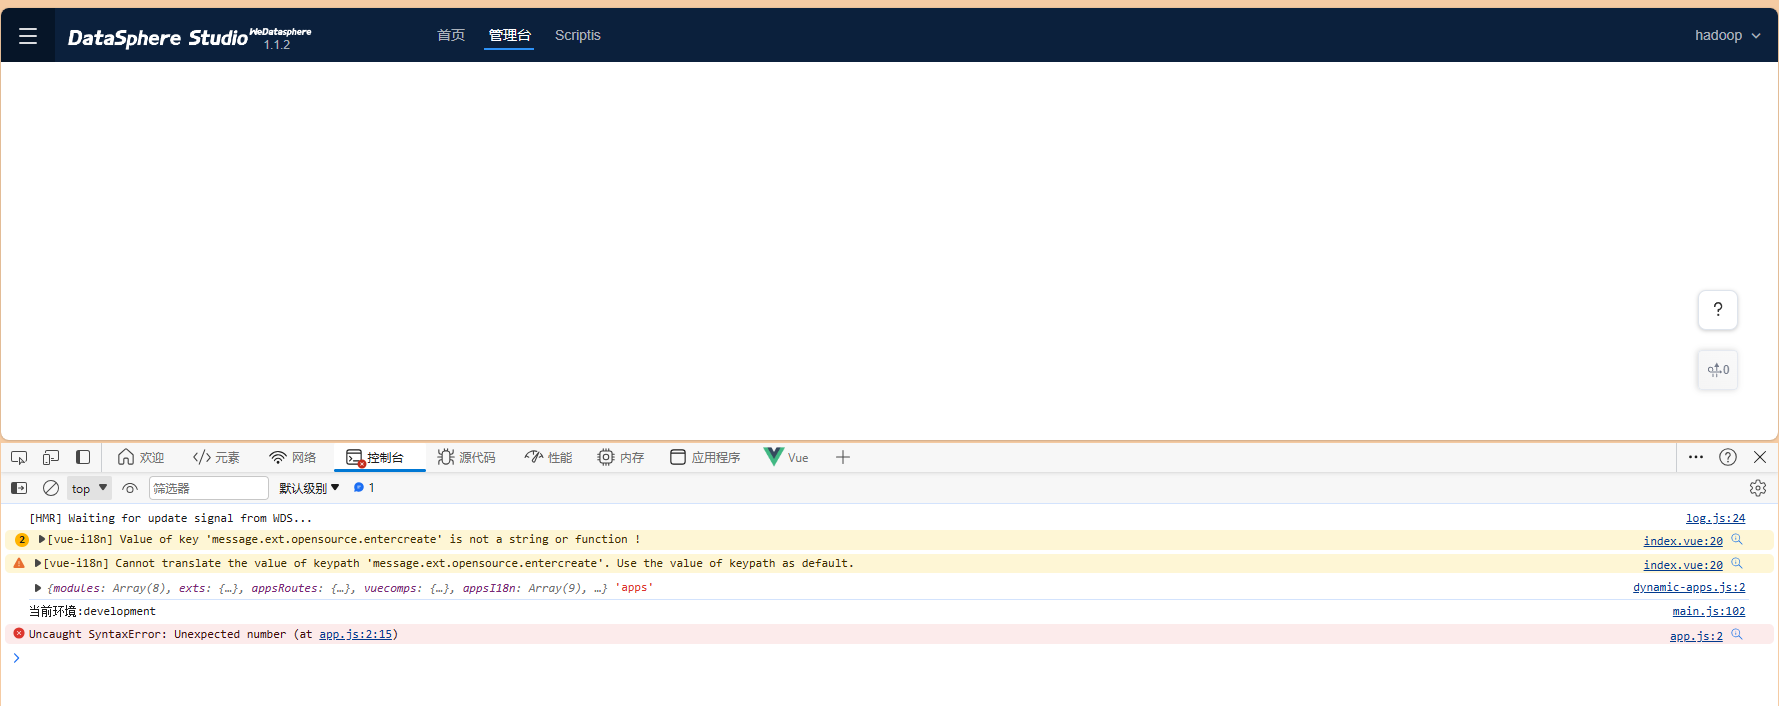 DataSphere Studio WeDatasphere
1.1.2
首页 管理台 Scriptis
hadoop
?
0
欢迎 元素 网络 控制台 源代码 性能 内存 应用程序 Vue
top 筛选器 默认级别 1
[HMR] Waiting for update signal from WDS... log.js:24
2 [vue-i18n] Value of key 'message.ext.opensource.entercreate' is not a string or function ! index.vue:20
[vue-i18n] Cannot translate the value of keypath 'message.ext.opensource.entercreate'. Use the value of keypath as default. index.vue:20
{modules: Array(8), exts: {…}, appsRoutes: {…}, vuecomps: {…}, appsI18n: Array(9), …} 'apps' dynamic-apps.js:2
当前环境:development main.js:102
Uncaught SyntaxError: Unexpected number (at app.js:2:15) app.js:2